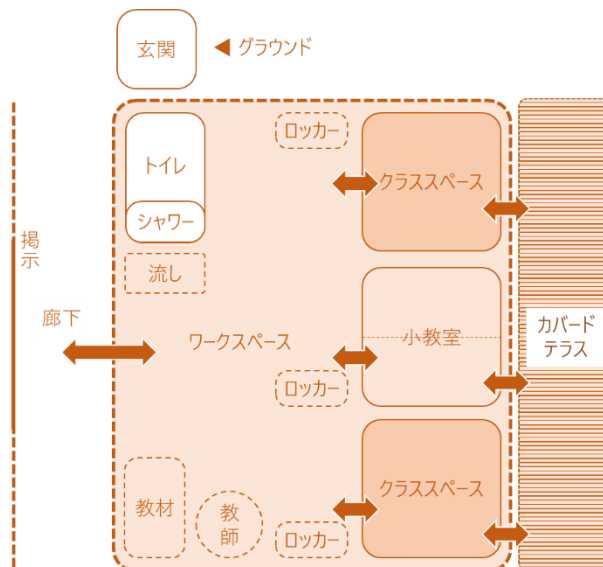 玄関
グラウンド
ロッカー
トイレ
クラススペース
シャワー
掲示
流し
廊下
ワークスペース
小教室
カバード
テラス
ロッカー
クラススペース
教材
教師
ロッカー